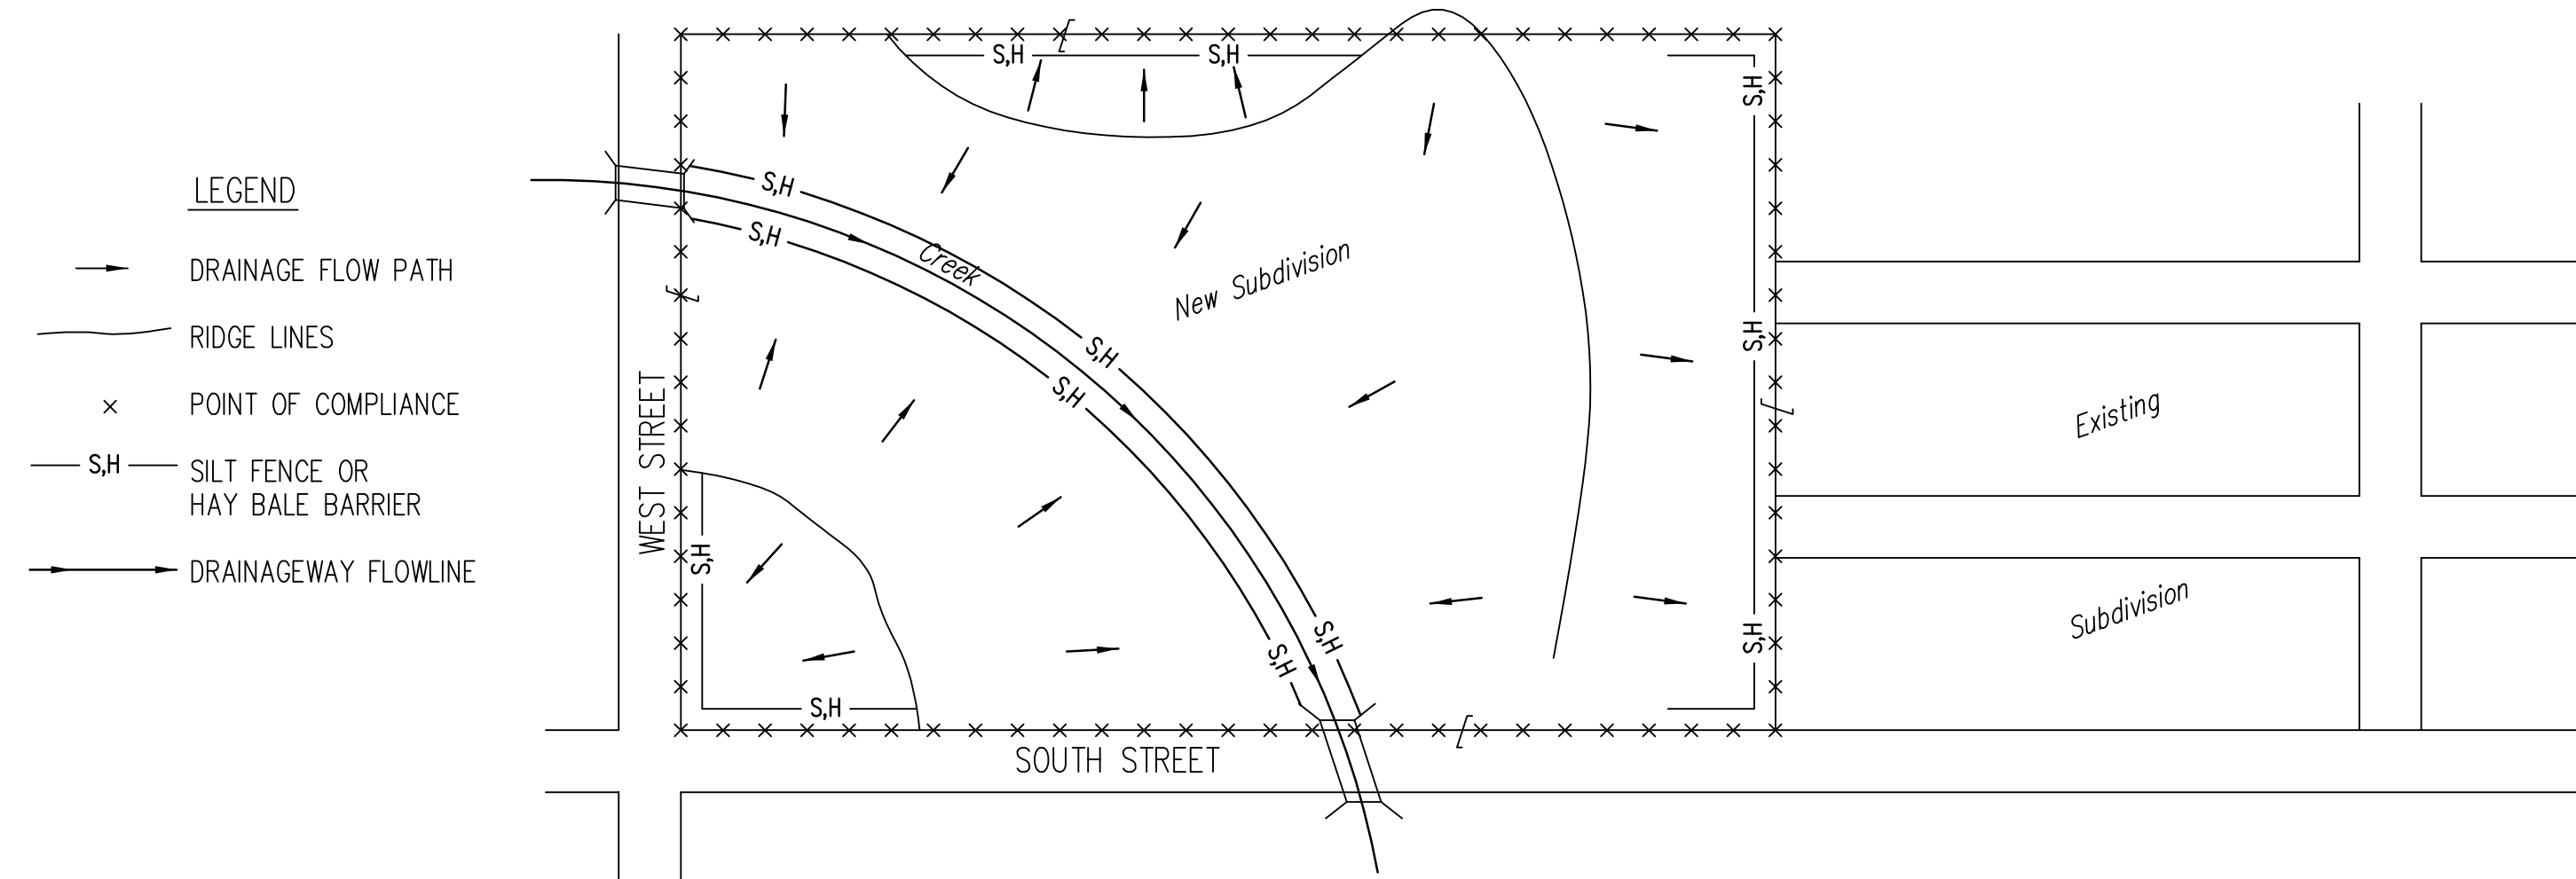 LEGEND
DRAINAGE FLOW PATH
RIDGE LINES
POINT OF COMPLIANCE
S,H
SILT FENCE OR
HAY BALE BARRIER
DRAINAGEWAY FLOWLINE
S,H
S,H
S,H
S,H
S,H
Creek
New Subdivision
S,H
S,H
S,H
WEST STREET
Existing
S,H
Subdivision
S,H
S,H
S,H
S,H
SOUTH STREET